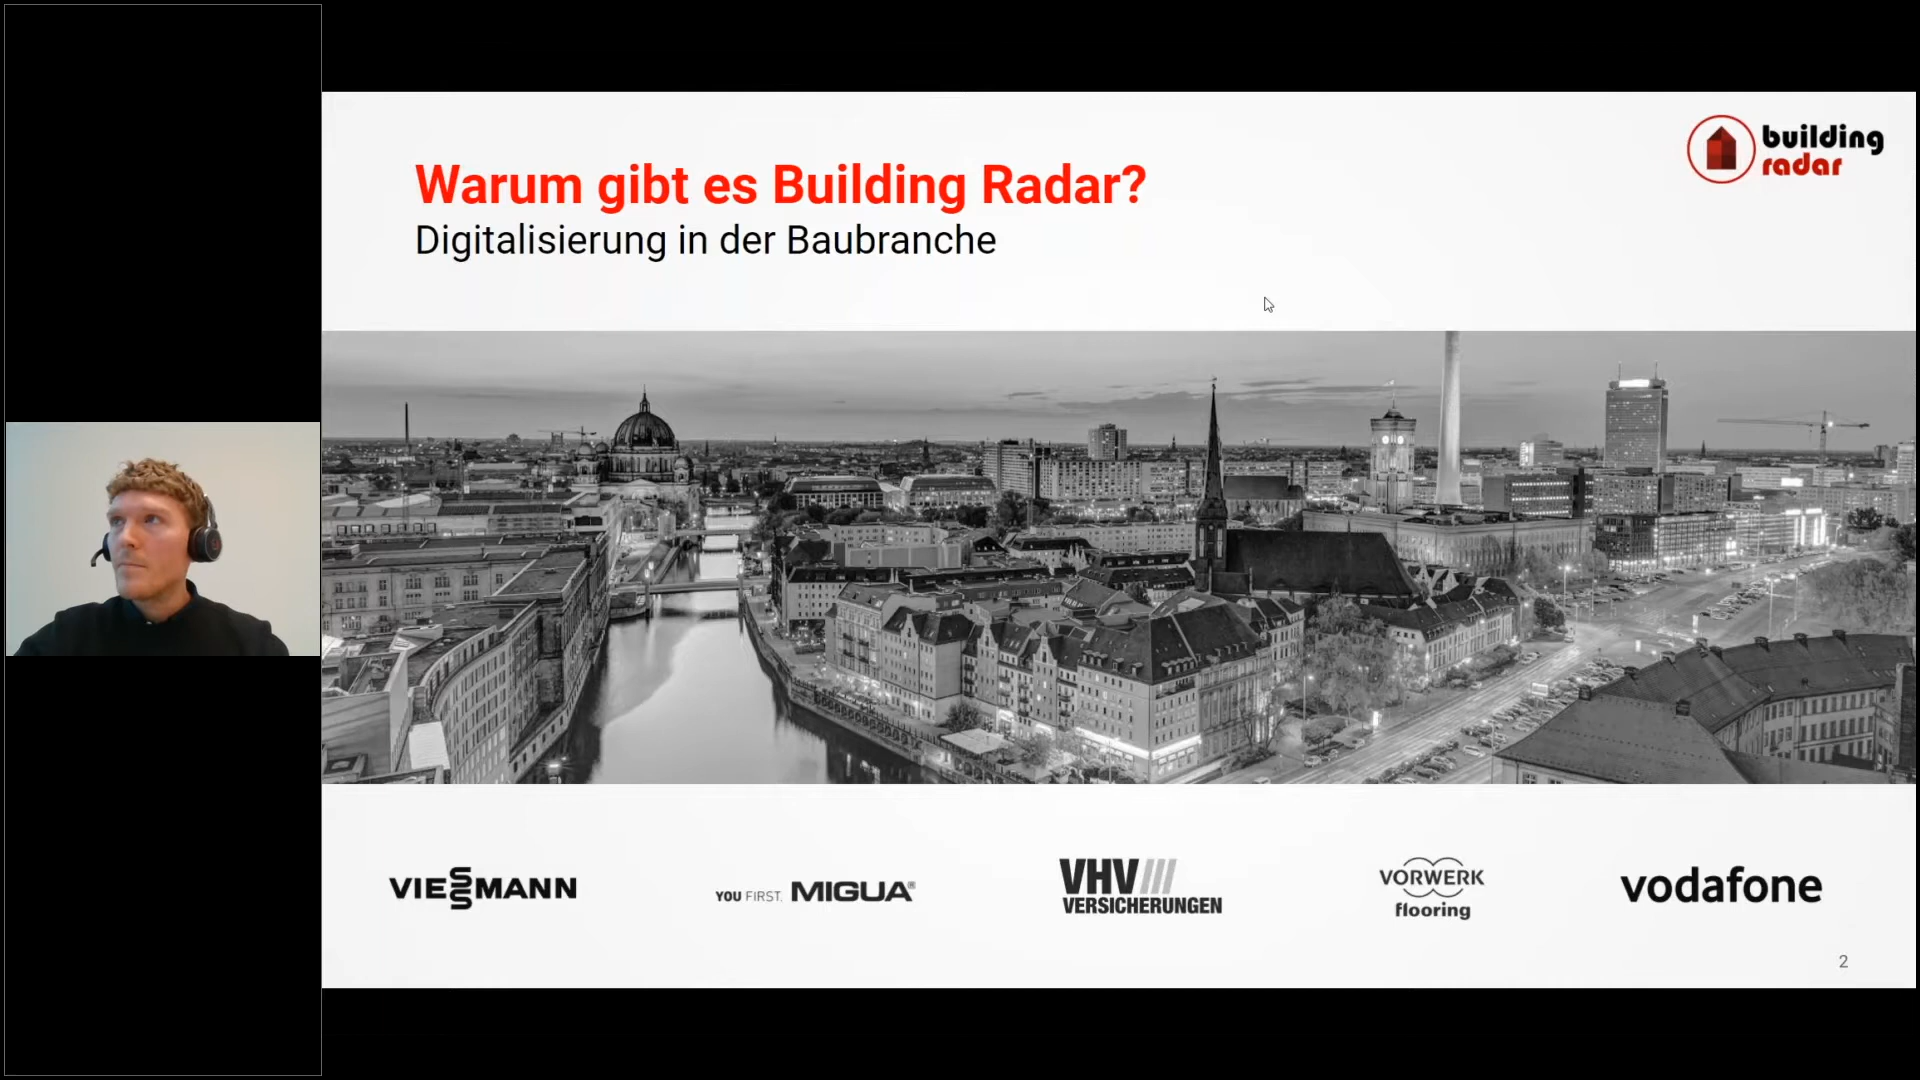 Warum gibt es Building Radar?
Digitalisierung in der Baubranche
building
radar
VIESSMANN
YOU FIRST. MIGUA®
VHV
VERSICHERUNGEN
VORWERK
flooring
vodafone
2